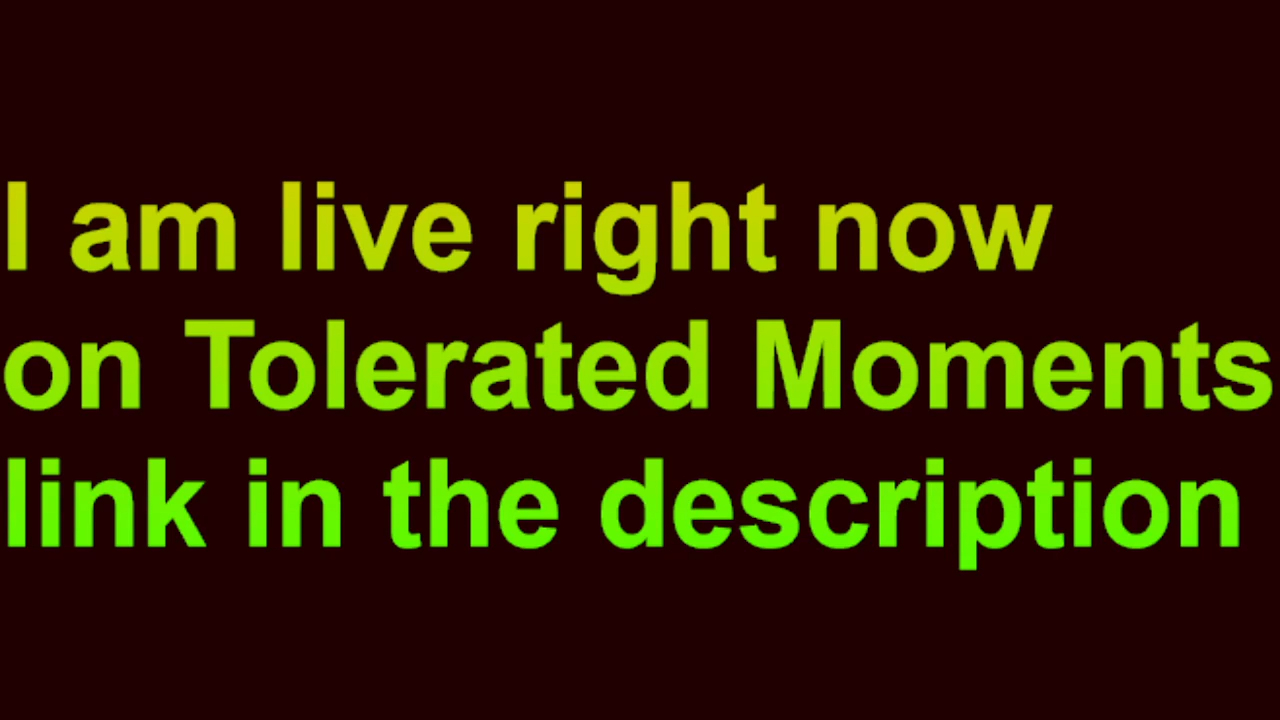 I am live right now
on Tolerated Moments
link in the description